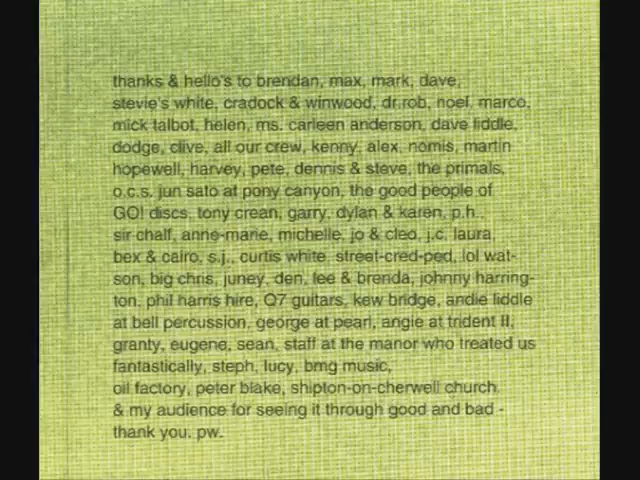 thanks & hello's to brendan, max, mark, dave,
stevie's white, cradock & winwood, dr.rob, noel, marco,
mick talbot, helen, ms. carleen anderson, dave liddle,
dodge, clive, all our crew, kenny, alex, nomis, martin
hopewell, harvey, pete, dennis & steve, the primals,
o.c.s. jun sato at pony canyon, the good people of
GO! discs, tony crean, garry, dylan & karen, p.h.,
sir chalf, anne-marie, michelle, jo & cleo, j.c. laura,
bex & cairo, s.j., curtis white, street-cred-ped, lol wat-
son, big chris, juney, den, lee & brenda, johnny harring-
ton, phil harris hire, Q7 guitars, kew bridge, andie liddle
at bell percussion, george at pearl, angie at trident II,
granty, eugene, sean, staff at the manor who treated us
fantastically, steph, lucy, bmg music,
oil factory, peter blake, shipton-on-cherwell church
& my audience for seeing it through good and bad -
thank you. pw.